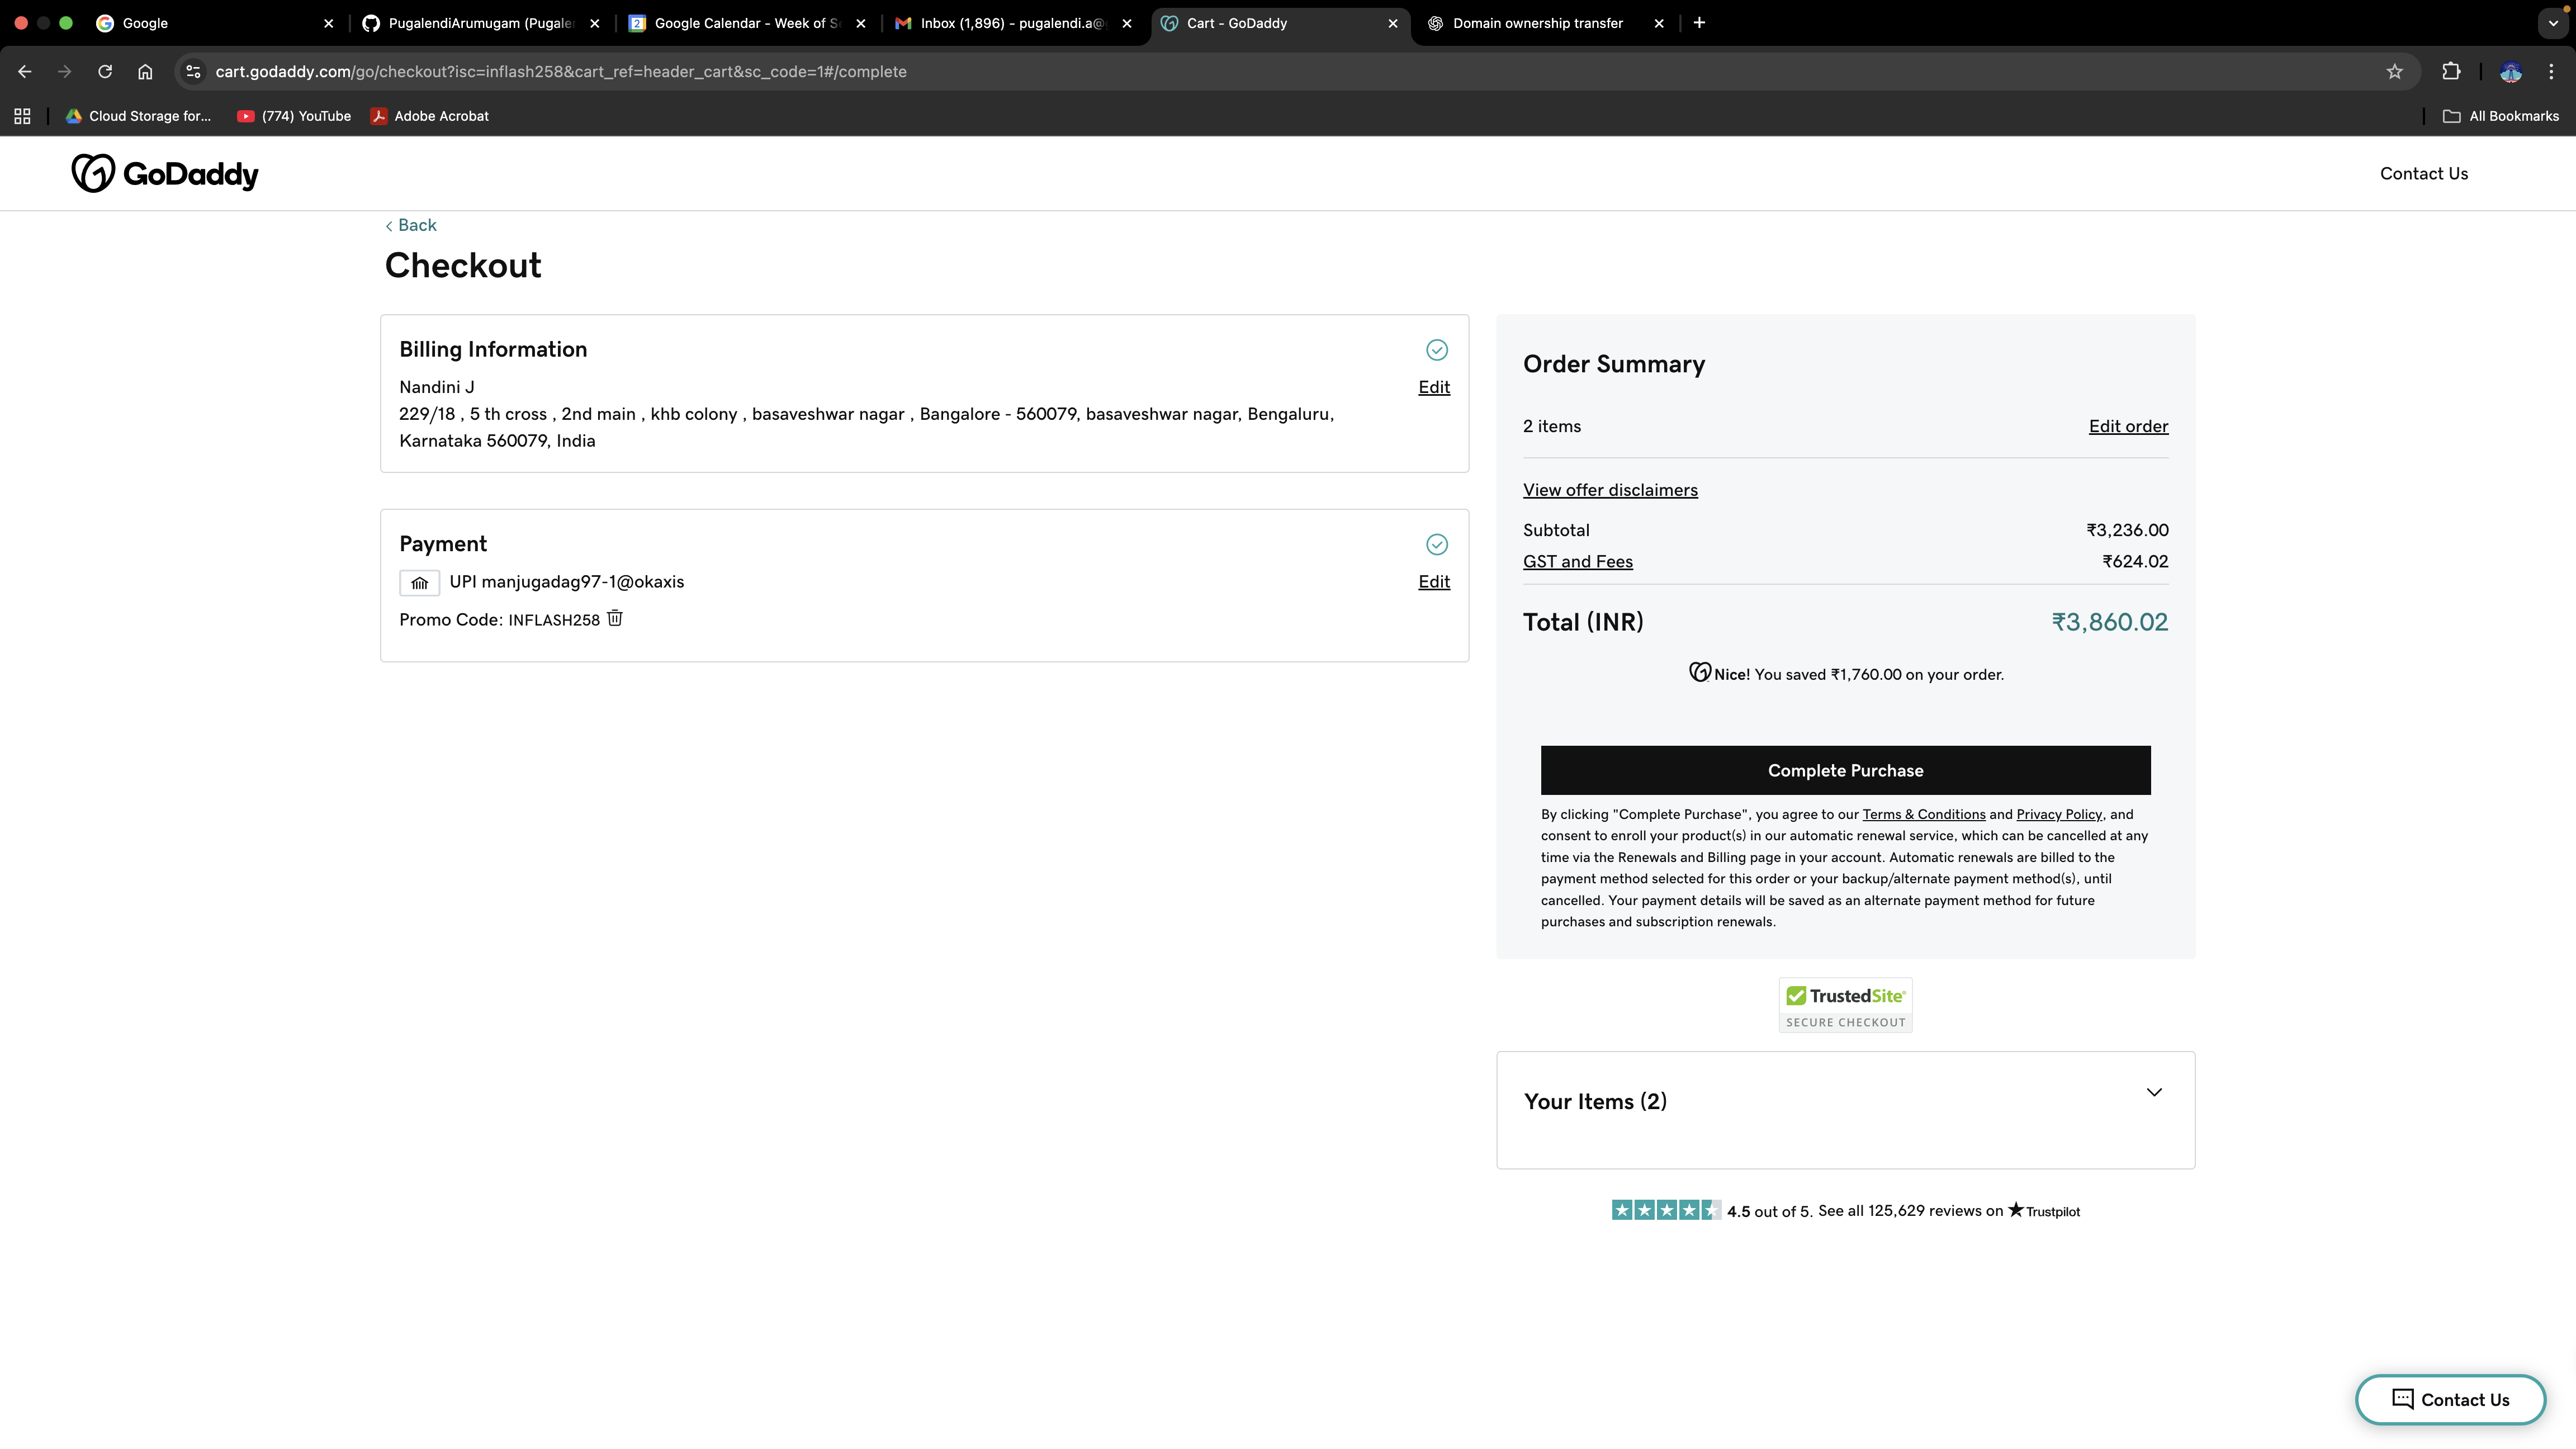 Google
PugalendiArumugam (Pugale
Google Calendar - Week of S
Inbox (1,896) - pugalendi.a@
Cart - GoDaddy
Domain ownership transfer
cart.godaddy.com/go/checkout?isc=inflash258&cart_ref=header_cart&sc_code=1#/complete
Cloud Storage for...
(774) YouTube
Adobe Acrobat
All Bookmarks
GoDaddy
Contact Us
Back
Checkout
Billing Information
Nandini J
Edit
229/18 , 5 th cross , 2nd main , khb colony , basaveshwar nagar , Bangalore - 560079, basaveshwar nagar, Bengaluru,
Karnataka 560079, India
Payment
UPI manjugadag97-1@okaxis
Edit
Promo Code: INFLASH258
Order Summary
2 items
Edit order
View offer disclaimers
Subtotal ₹3,236.00
GST and Fees ₹624.02
Total (INR) ₹3,860.02
Nice! You saved ₹1,760.00 on your order.
Complete Purchase
By clicking "Complete Purchase", you agree to our Terms & Conditions and Privacy Policy, and
consent to enroll your product(s) in our automatic renewal service, which can be cancelled at any
time via the Renewals and Billing page in your account. Automatic renewals are billed to the
payment method selected for this order or your backup/alternate payment method(s), until
cancelled. Your payment details will be saved as an alternate payment method for future
purchases and subscription renewals.
TrustedSite
SECURE CHECKOUT
Your Items (2)
4.5 out of 5. See all 125,629 reviews on Trustpilot
Contact Us